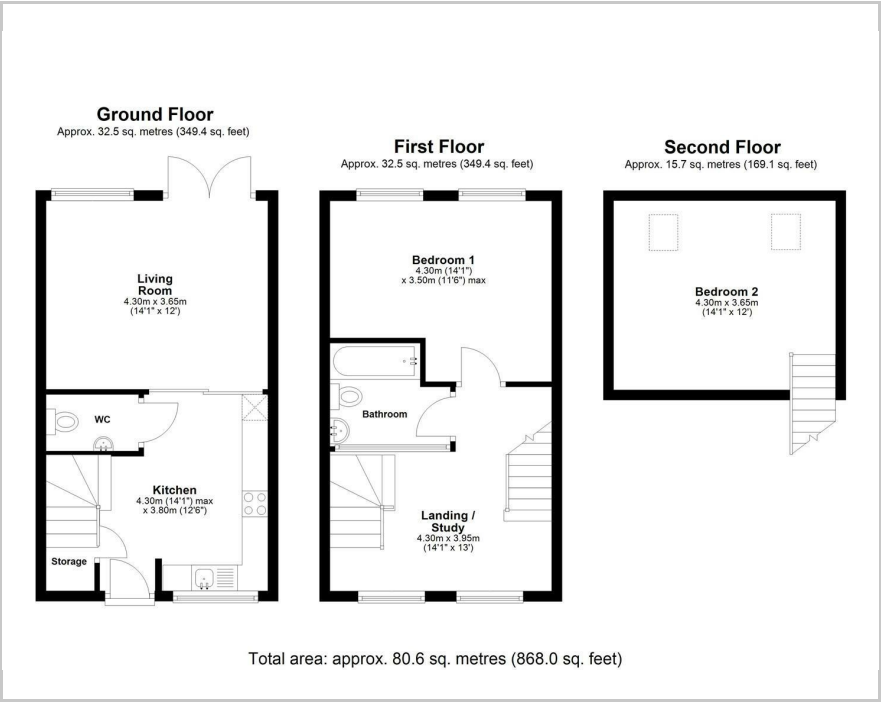 Ground Floor
Approx. 32.5 sq. metres (349.4 sq. feet)
Living
Room
4.30m x 3.65m
(14'1" x 12')
WC
Kitchen
4.30m (14'1") max
x 3.80m (12'6")
Storage
First Floor
Approx. 32.5 sq. metres (349.4 sq. feet)
Bedroom 1
4.30m (14'1")
x 3.50m (11'6") max
Bathroom
Landing /
Study
4.30m x 3.95m
(14'1" x 13')
Second Floor
Approx. 15.7 sq. metres (169.1 sq. feet)
Bedroom 2
4.30m x 3.65m
(14'1" x 12')
Total area: approx. 80.6 sq. metres (868.0 sq. feet)